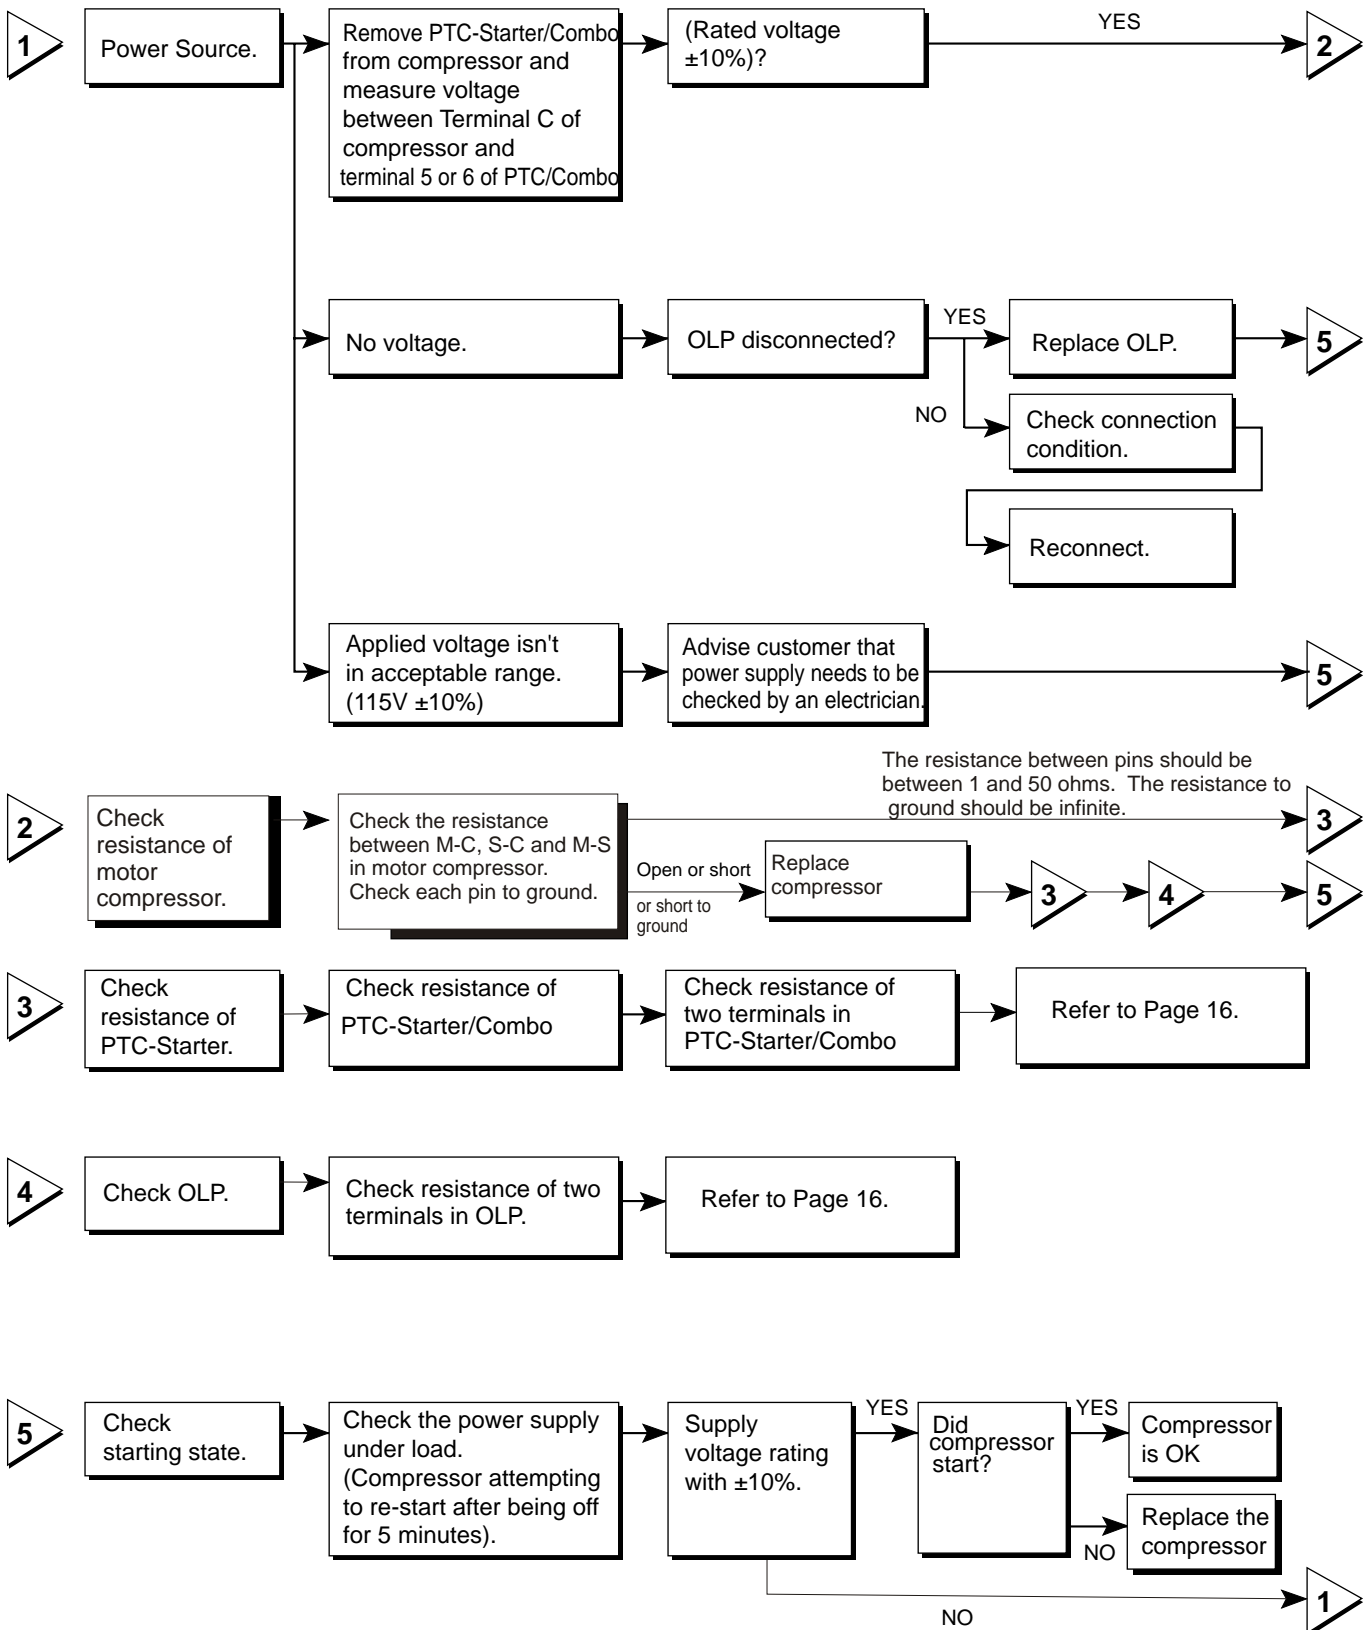 1
Power Source.
Remove PTC-Starter/Combo
from compressor and
measure voltage
between Terminal C of
compressor and
terminal 5 or 6 of PTC/Combo
(Rated voltage
±10%)?
YES
2
No voltage.
OLP disconnected?
YES
Replace OLP.
5
NO
Check connection
condition.
Reconnect.
Applied voltage isn't
in acceptable range.
(115V ±10%)
Advise customer that
power supply needs to be
checked by an electrician.
5
2
Check
resistance of
motor
compressor.
Check the resistance
between M-C, S-C and M-S
in motor compressor.
Check each pin to ground.
The resistance between pins should be
between 1 and 50 ohms. The resistance to
ground should be infinite.
3
Open or short
or short to
ground
Replace
compressor
3
4
5
3
Check
resistance of
PTC-Starter.
Check resistance of
PTC-Starter/Combo
Check resistance of
two terminals in
PTC-Starter/Combo
Refer to Page 16.
4
Check OLP.
Check resistance of two
terminals in OLP.
Refer to Page 16.
5
Check
starting state.
Check the power supply
under load.
(Compressor attempting
to re-start after being off
for 5 minutes).
Supply
voltage rating
with ±10%.
YES
Did
compressor
start?
YES
Compressor
is OK
NO
Replace the
compressor
NO
1